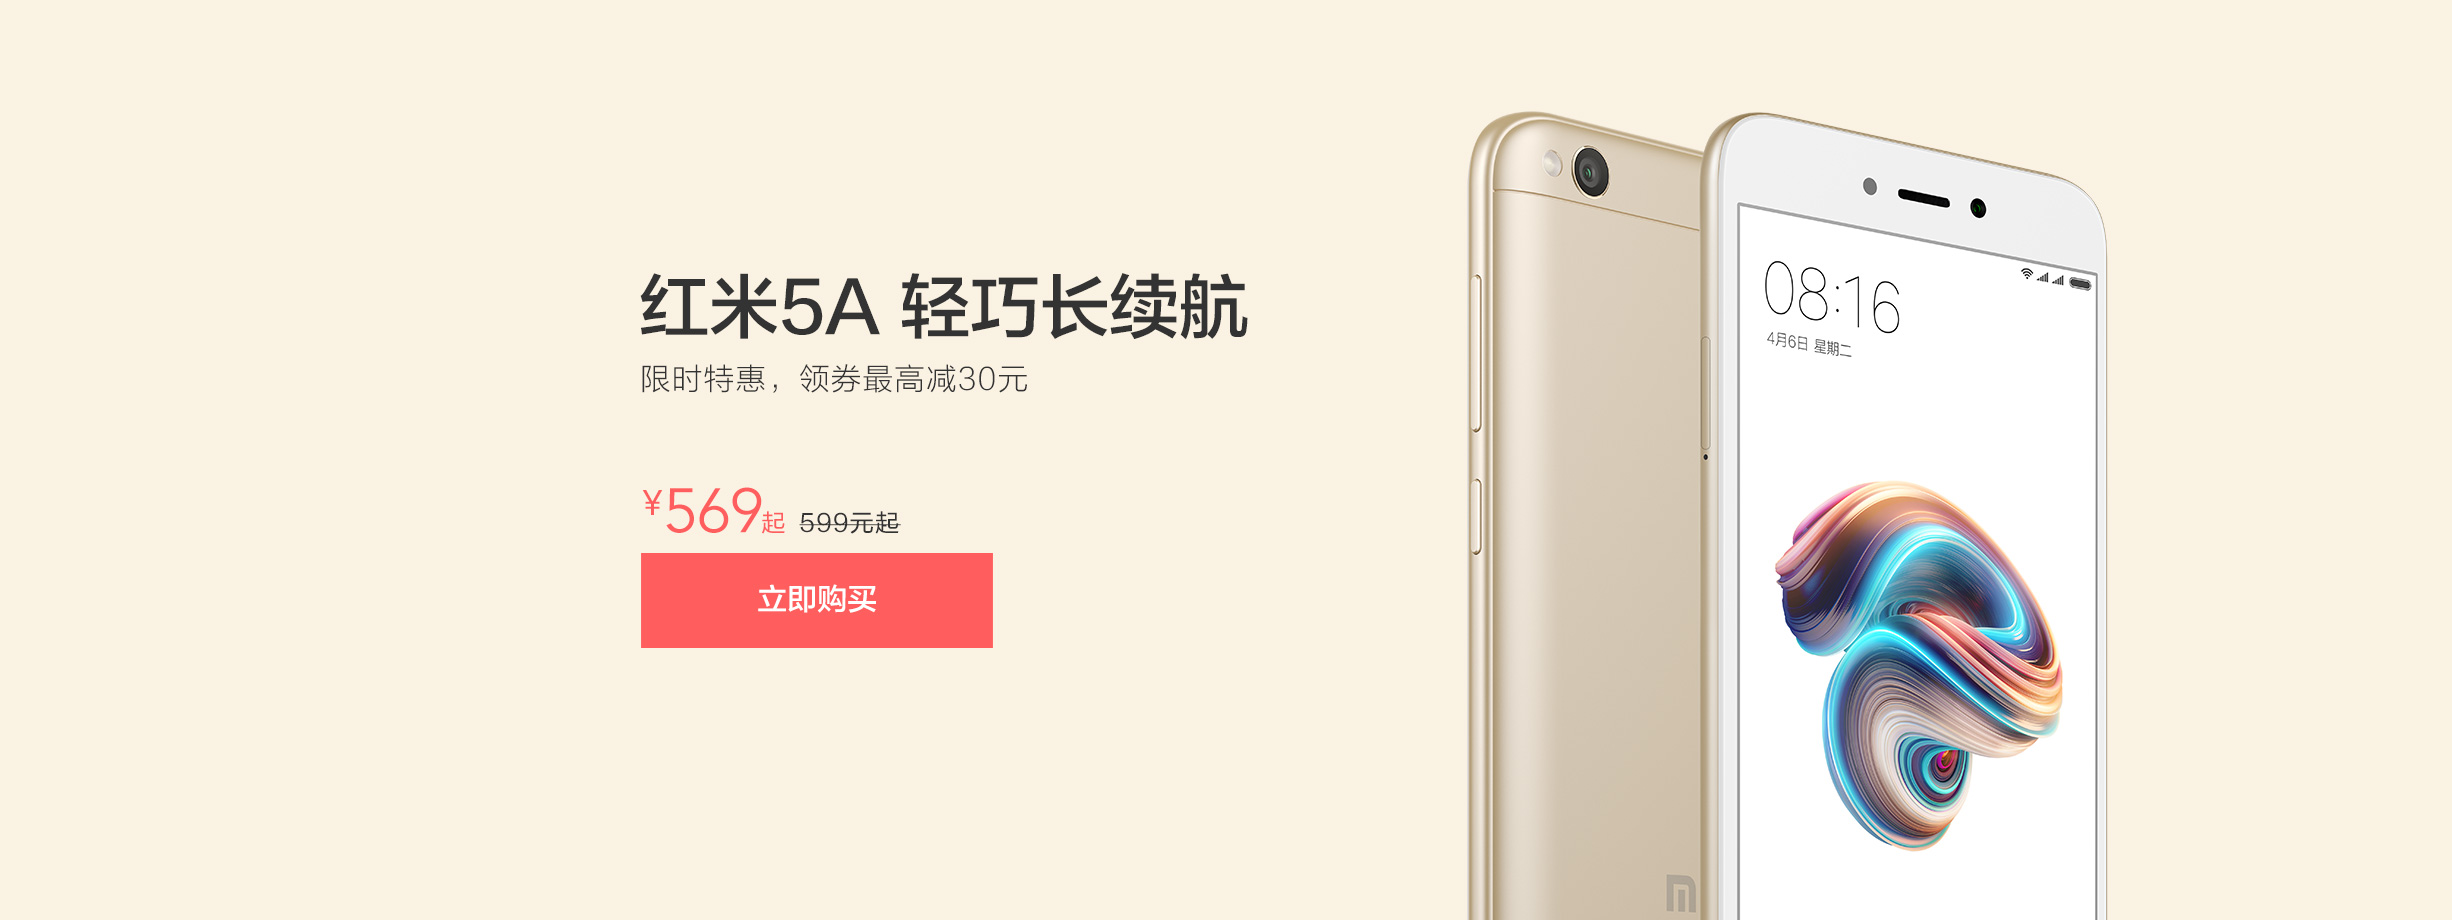 红米5A 轻巧长续航
限时特惠，领券最高减30元
¥569起 599元起
立即购买
08:16
4月6日 星期二